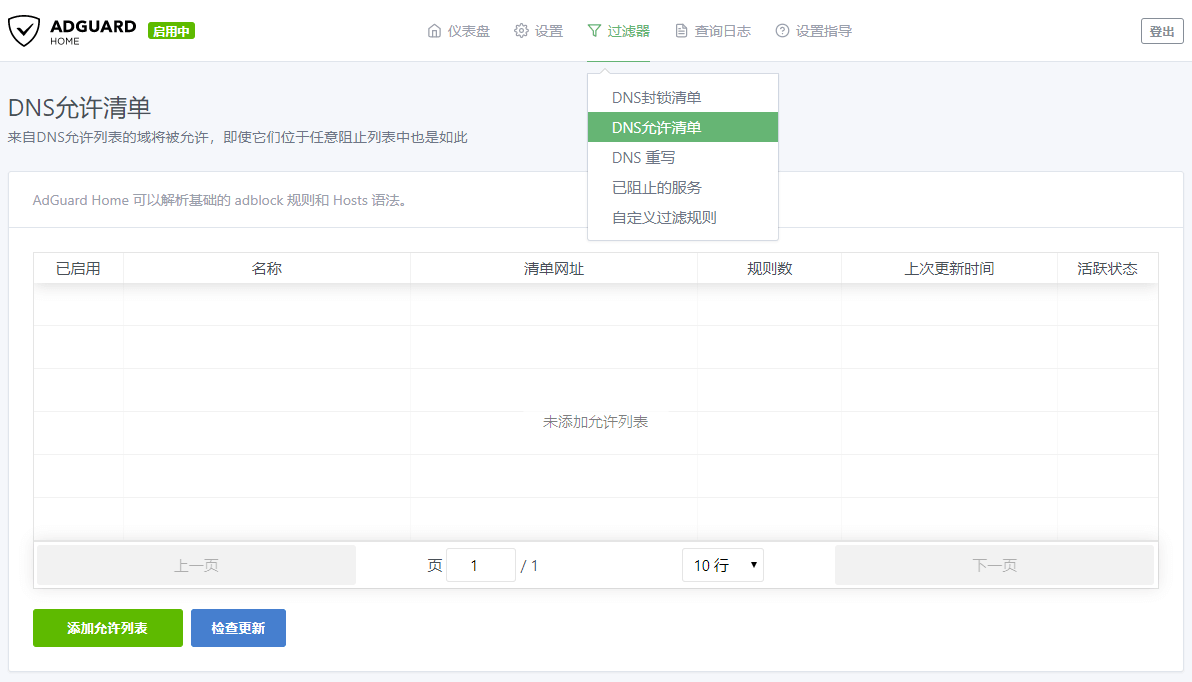 ADGUARD
HOME
启用中
仪表盘
设置
过滤器
查询日志
设置指导
登出
DNS封锁清单
DNS允许清单
DNS 重写
已阻止的服务
自定义过滤规则
DNS允许清单
来自DNS允许列表的域将被允许，即使它们位于任意阻止列表中也是如此
AdGuard Home 可以解析基础的 adblock 规则和 Hosts 语法。
已启用 名称 清单网址 规则数 上次更新时间 活跃状态
未添加允许列表
上一页 页 1 / 1 10 行 下一页
添加允许列表 检查更新